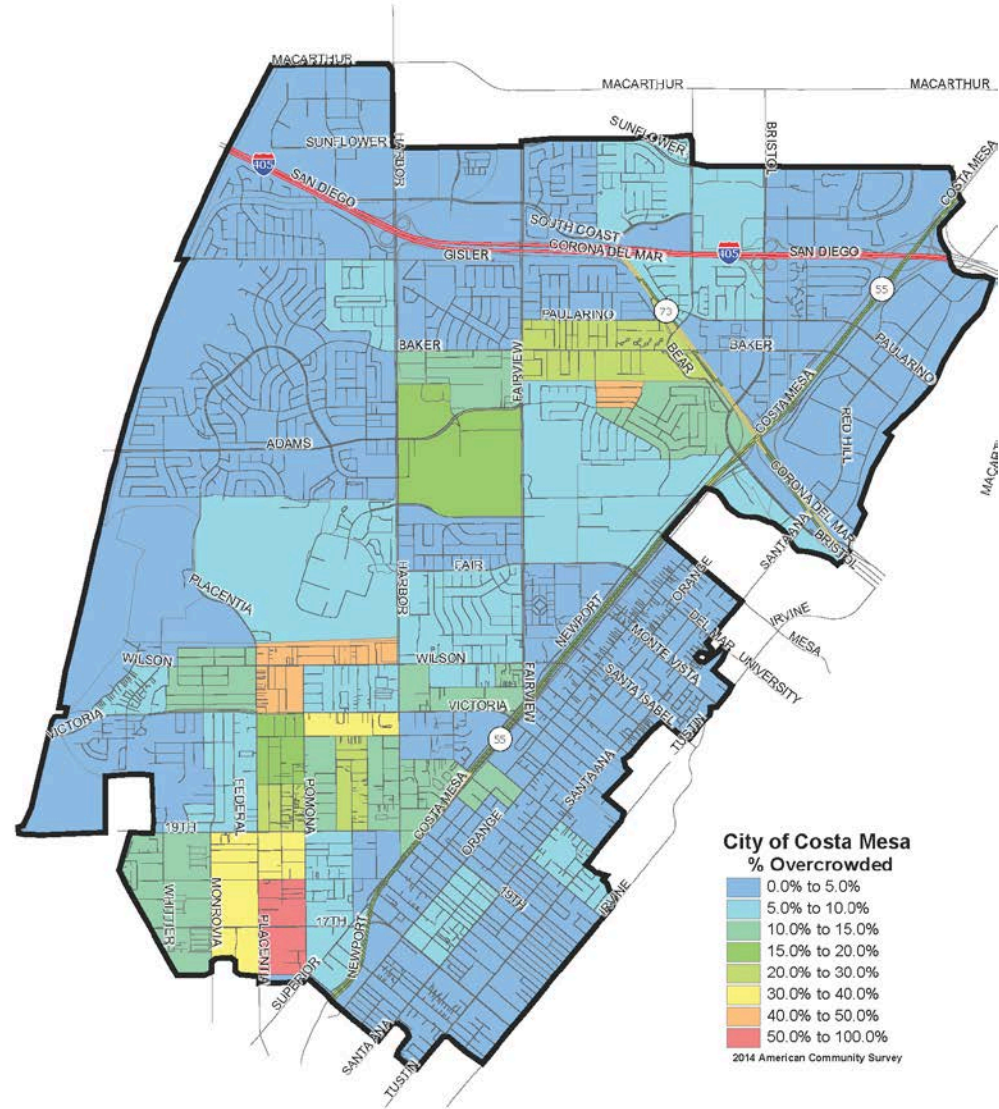 MACARTHUR
MACARTHUR
MACARTHUR
SUNFLOWER
SUNFLOWER
HARBOR
BRISTOL
COSTA MESA
405
SAN DIEGO
SOUTH COAST
CORONA DEL MAR
GISLER
405
SAN DIEGO
55
73
PAULARINO
BAKER
FAIRVIEW
BEAR
BAKER
PAULARINO
COSTA MESA
RED HILL
ADAMS
MACART
CORONA DEL MAR
BRISTOL
SANTA ANA
FAIR
HARBOR
PLACENTIA
ORANGE
NEWPORT
IRVINE
MESA
DEL MAR
UNIVERSITY
MONTE VISTA
WILSON
WILSON
FAIRVIEW
SANTA ISABEL
VICTORIA
VICTORIA
TUSTIN
55
SANTA ANA
FEDERAL
POMONA
COSTA MESA
ORANGE
19TH
19TH
IRVINE
WHITTIER
MONROVIA
PLACENTIA
17TH
SUPERIOR
NEWPORT
SANTA ANA
TUSTIN
City of Costa Mesa
% Overcrowded
0.0% to 5.0%
5.0% to 10.0%
10.0% to 15.0%
15.0% to 20.0%
20.0% to 30.0%
30.0% to 40.0%
40.0% to 50.0%
50.0% to 100.0%
2014 American Community Survey